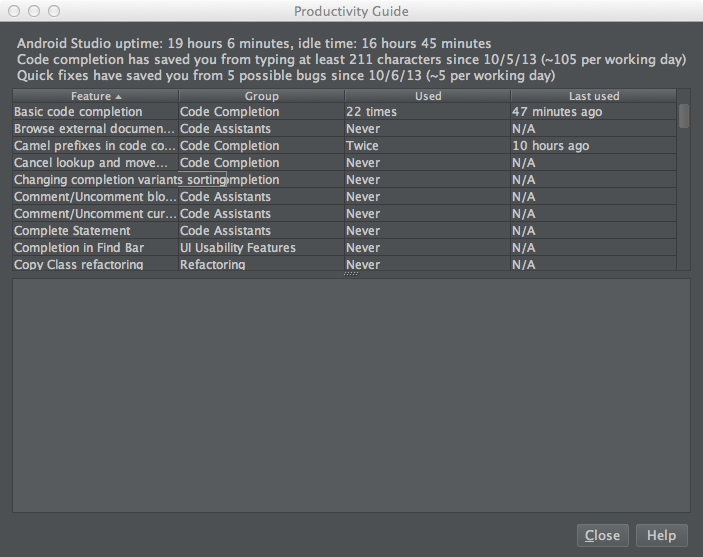 Productivity Guide
Android Studio uptime: 19 hours 6 minutes, idle time: 16 hours 45 minutes
Code completion has saved you from typing at least 211 characters since 10/5/13 (~105 per working day)
Quick fixes have saved you from 5 possible bugs since 10/6/13 (~5 per working day)
Feature Group Used Last used
Basic code completion Code Completion 22 times 47 minutes ago
Browse external documen... Code Assistants Never N/A
Camel prefixes in code co... Code Completion Twice 10 hours ago
Cancel lookup and move... Code Completion Never N/A
Changing completion variants sorting mpletion Never N/A
Comment/Uncomment blo... Code Assistants Never N/A
Comment/Uncomment cur... Code Assistants Never N/A
Complete Statement Code Assistants Never N/A
Completion in Find Bar UI Usability Features Never N/A
Copy Class refactoring Refactoring Never N/A
Close Help